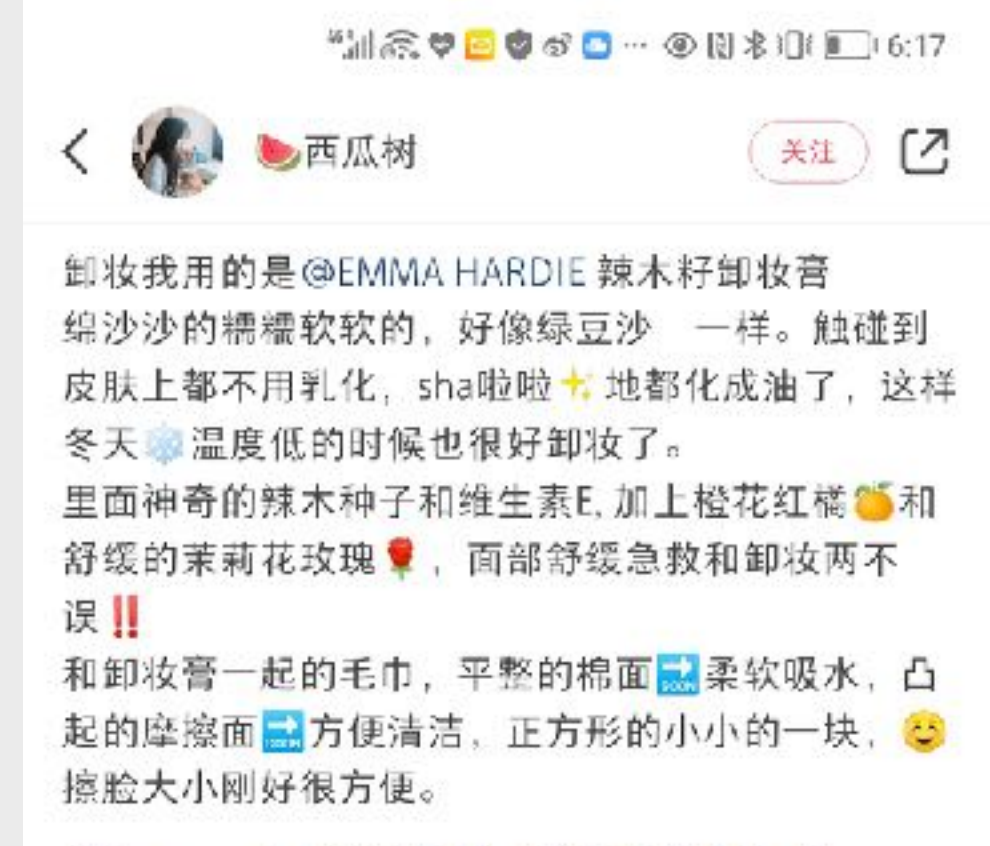 6:17
🍉西瓜树
关注
卸妆我用的是@EMMA HARDIE 辣木籽卸妆膏
绵沙沙的糯糯软软的，好像绿豆沙 一样。触碰到
皮肤上都不用乳化，sha啦啦✨地都化成油了，这样
冬天❄️温度低的时候也很好卸妆了。
里面神奇的辣木种子和维生素E, 加上橙花红橘🍊和
舒缓的茉莉花玫瑰🌹，面部舒缓急救和卸妆两不
误‼️
和卸妆膏一起的毛巾，平整的棉面🔜柔软吸水，凸
起的摩擦面🔜方便清洁，正方形的小小的一块，☺️
擦脸大小刚好很方便。